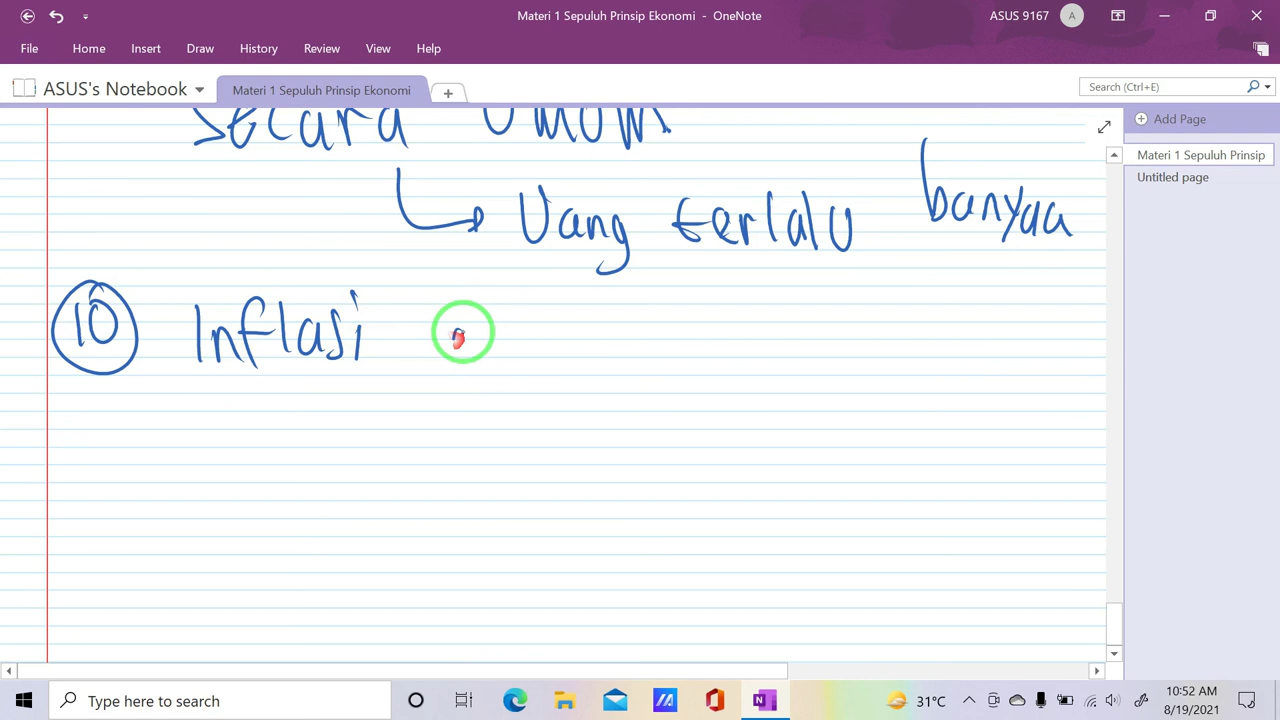 Materi 1 Sepuluh Prinsip Ekonomi - OneNote
ASUS 9167
A
File Home Insert Draw History Review View Help
ASUS's Notebook
Materi 1 Sepuluh Prinsip Ekonomi
Search (Ctrl+E)
Add Page
Materi 1 Sepuluh Prinsip
Untitled page
Secara Umum
Uang terlalu banyaa
10 Inflasi
Type here to search
31°C
10:52 AM
8/19/2021